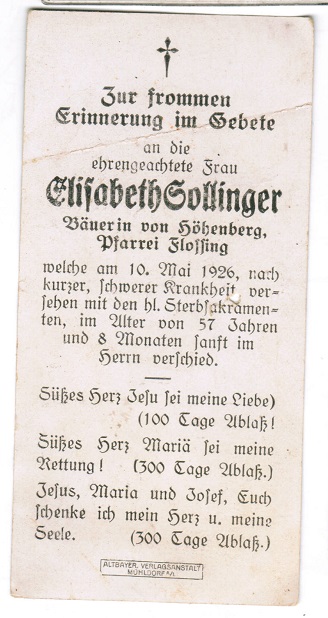 Zur frommen
Erinnerung im Gebete
an die
ehrengeachtete Frau
Elisabeth Sollinger
Bäuerin von Höhenberg,
Pfarrei Flossing
welche am 10. Mai 1926, nach
kurzer, schwerer Krankheit, ver-
sehen mit den hl. Sterbsakramen-
ten, im Alter von 57 Jahren
und 8 Monaten sanft im
Herrn verschied.
Süßes Herz Jesu sei meine Liebe)
(100 Tage Ablaß!
Süßes Herz Mariä sei meine
Rettung! (300 Tage Ablaß.)
Jesus, Maria und Josef, Euch
schenke ich mein Herz u. meine
Seele. (300 Tage Ablaß.)
ALTBAYER. VERLAGSANSTALT
MÜHLDORF a/I